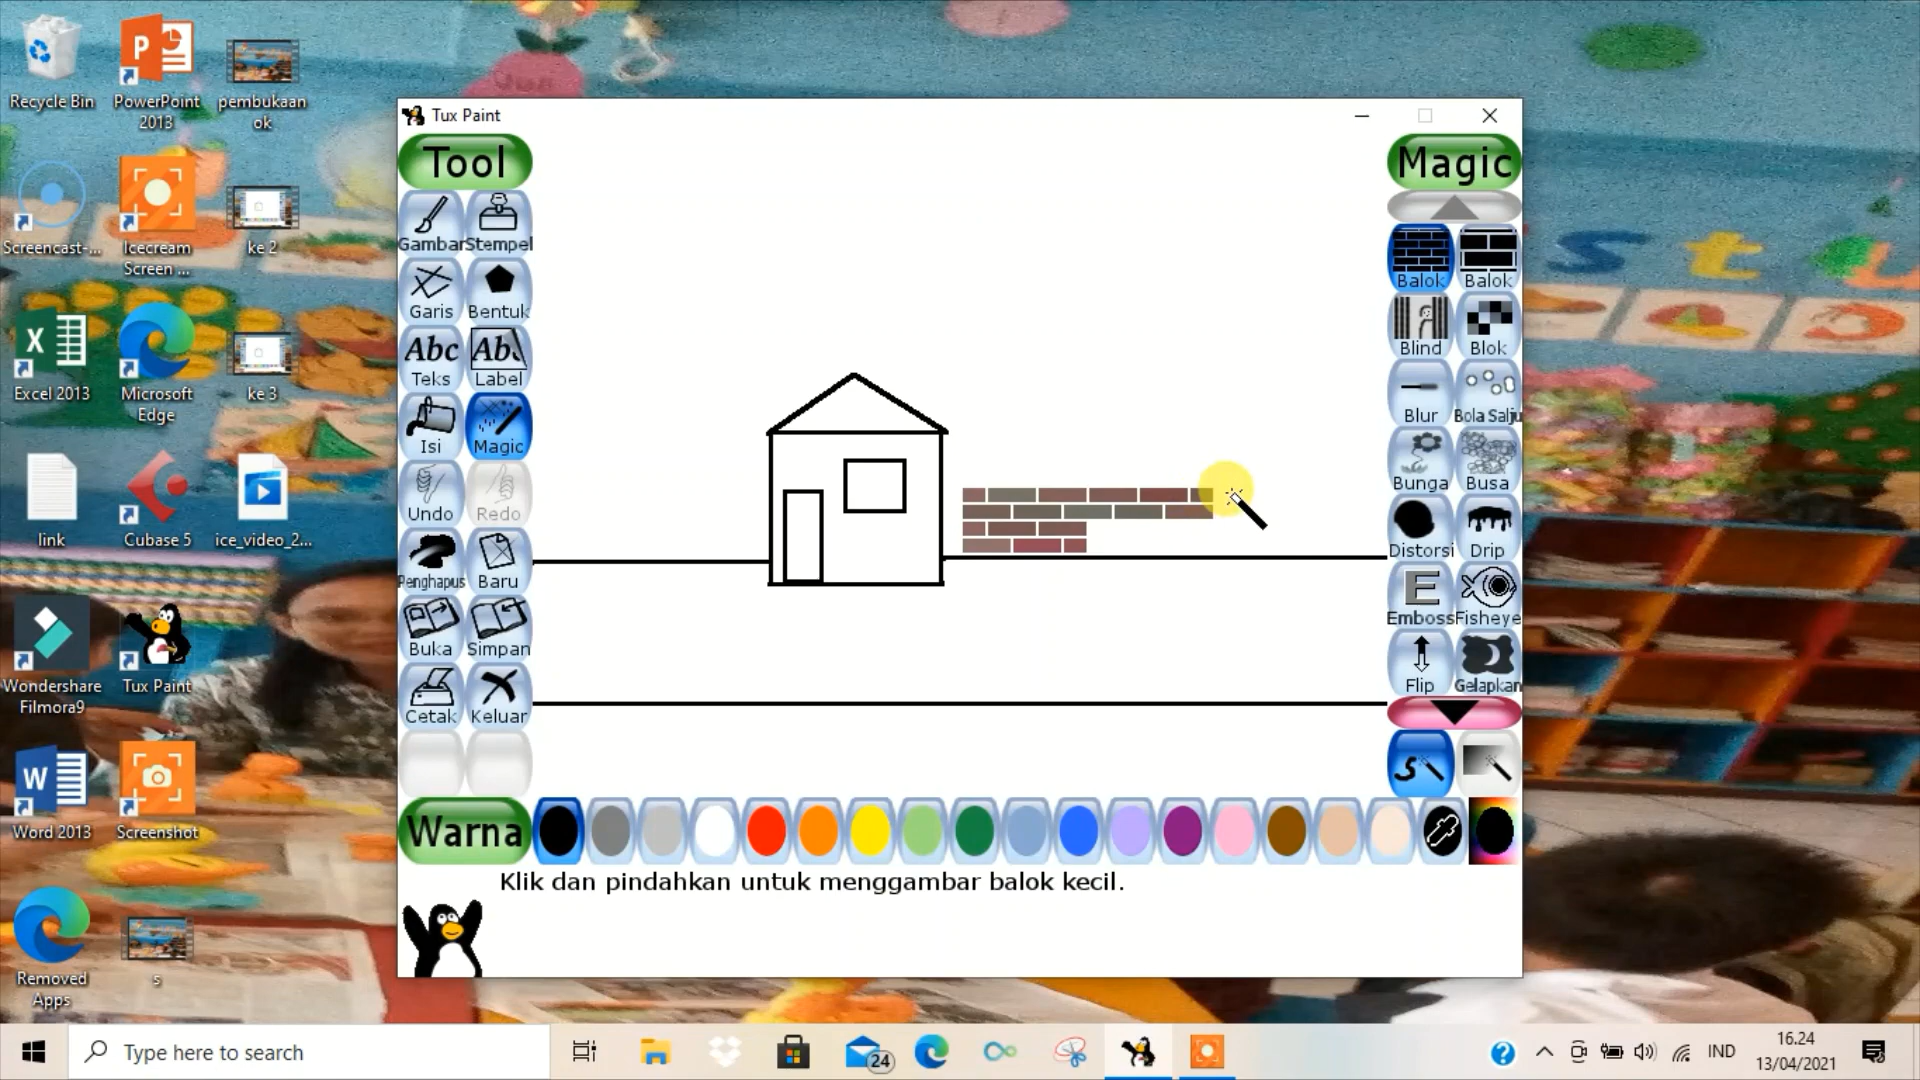 Recycle Bin
PowerPoint
2013
pembukaan
ok
Screencast-...
Icecream
Screen ...
ke 2
Excel 2013
Microsoft
Edge
ke 3
link
Cubase 5
ice_video_2...
Wondershare
Filmora9
Tux Paint
Word 2013
Screenshot
Removed
Apps
s
Tux Paint
Tool
Gambar
Stempel
Garis
Bentuk
Abc
Teks
Label
Isi
Magic
Undo
Redo
Penghapus
Baru
Buka
Simpan
Cetak
Keluar
Magic
Balok
Balok
Blind
Blok
Blur
Bola Salju
Bunga
Busa
Distorsi
Drip
E
Emboss
Fisheye
Flip
Gelapkan
Warna
Klik dan pindahkan untuk menggambar balok kecil.
stu
Type here to search
24
IND
16.24
13/04/2021